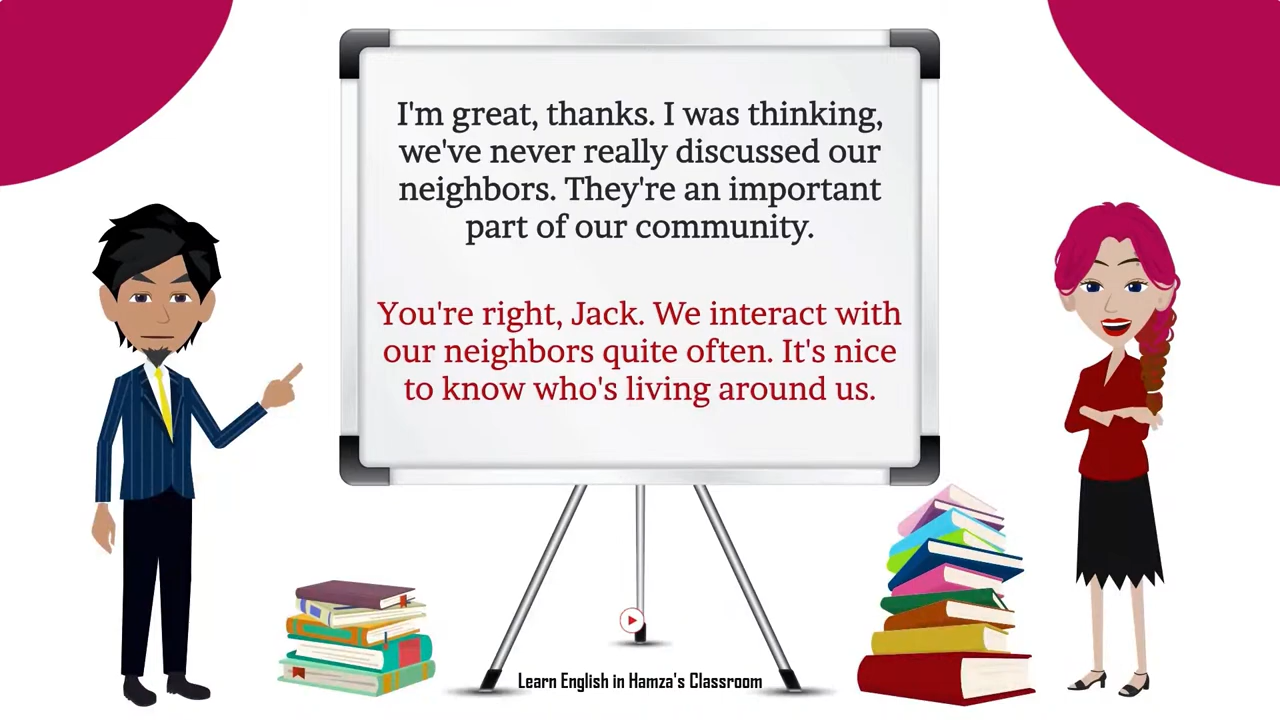 I'm great, thanks. I was thinking,
we've never really discussed our
neighbors. They're an important
part of our community.
You're right, Jack. We interact with
our neighbors quite often. It's nice
to know who's living around us.
Learn English in Hamza's Classroom